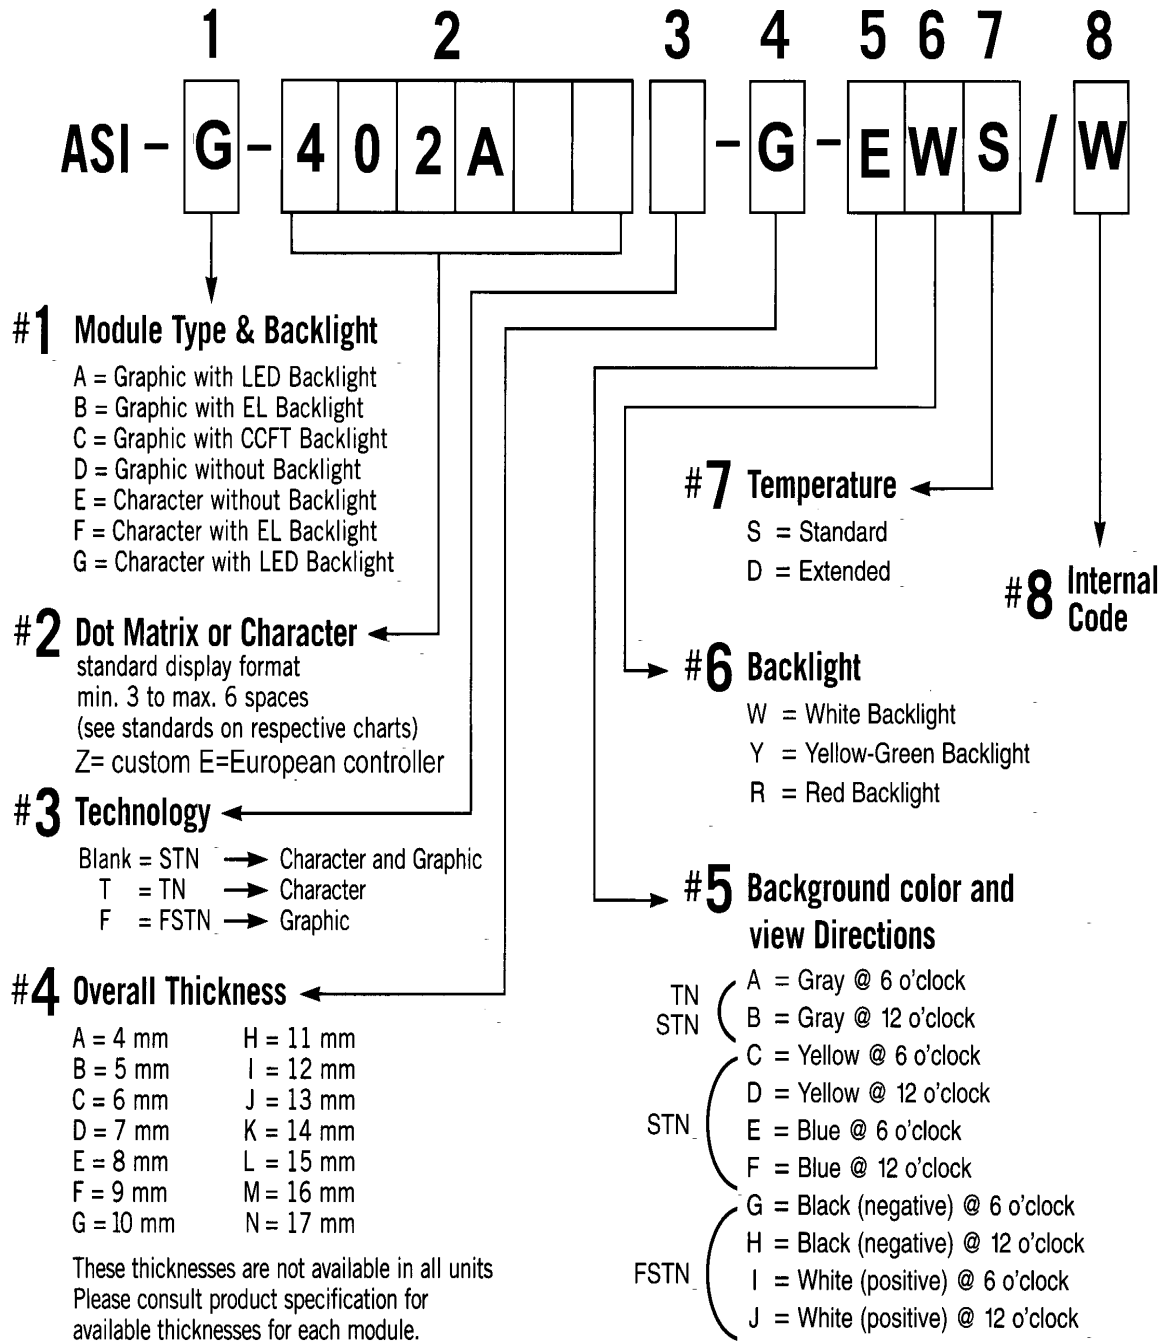 1 2 3 4 5 6 7 8
ASI – G – 402A – G – EWS / W
#1 Module Type & Backlight
A = Graphic with LED Backlight
B = Graphic with EL Backlight
C = Graphic with CCFT Backlight
D = Graphic without Backlight
E = Character without Backlight
F = Character with EL Backlight
G = Character with LED Backlight
#2 Dot Matrix or Character
standard display format
min. 3 to max. 6 spaces
(see standards on respective charts)
Z= custom E=European controller
#3 Technology
Blank = STN → Character and Graphic
T = TN → Character
F = FSTN → Graphic
#4 Overall Thickness
A = 4 mm H = 11 mm
B = 5 mm I = 12 mm
C = 6 mm J = 13 mm
D = 7 mm K = 14 mm
E = 8 mm L = 15 mm
F = 9 mm M = 16 mm
G = 10 mm N = 17 mm
These thicknesses are not available in all units
Please consult product specification for
available thicknesses for each module.
#7 Temperature
S = Standard
D = Extended
#8 Internal
Code
#6 Backlight
W = White Backlight
Y = Yellow-Green Backlight
R = Red Backlight
#5 Background color and
view Directions
TN
STN
A = Gray @ 6 o'clock
B = Gray @ 12 o'clock
STN
C = Yellow @ 6 o'clock
D = Yellow @ 12 o'clock
E = Blue @ 6 o'clock
F = Blue @ 12 o'clock
FSTN
G = Black (negative) @ 6 o'clock
H = Black (negative) @ 12 o'clock
I = White (positive) @ 6 o'clock
J = White (positive) @ 12 o'clock